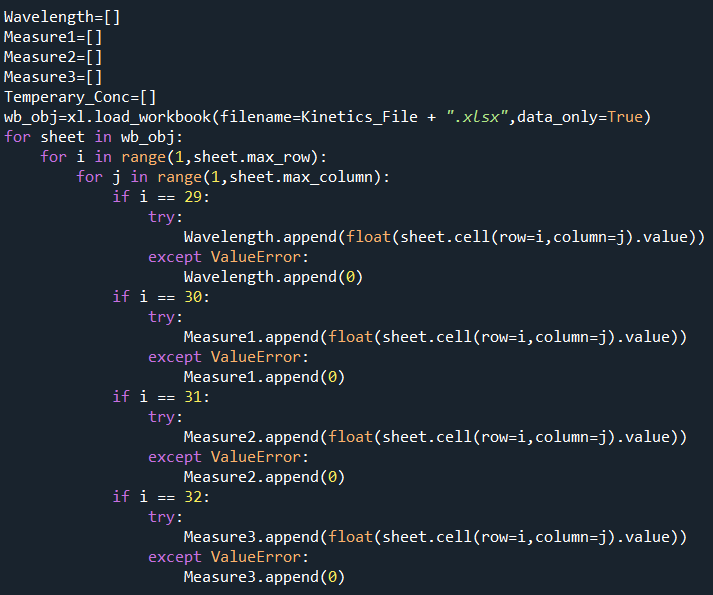 Wavelength=[]
Measure1=[]
Measure2=[]
Measure3=[]
Temperary_Conc=[]
wb_obj=xl.load_workbook(filename=Kinetics_File + ".xlsx",data_only=True)
for sheet in wb_obj:
    for i in range(1,sheet.max_row):
        for j in range(1,sheet.max_column):
            if i == 29:
                try:
                    Wavelength.append(float(sheet.cell(row=i,column=j).value))
                except ValueError:
                    Wavelength.append(0)
            if i == 30:
                try:
                    Measure1.append(float(sheet.cell(row=i,column=j).value))
                except ValueError:
                    Measure1.append(0)
            if i == 31:
                try:
                    Measure2.append(float(sheet.cell(row=i,column=j).value))
                except ValueError:
                    Measure2.append(0)
            if i == 32:
                try:
                    Measure3.append(float(sheet.cell(row=i,column=j).value))
                except ValueError:
                    Measure3.append(0)